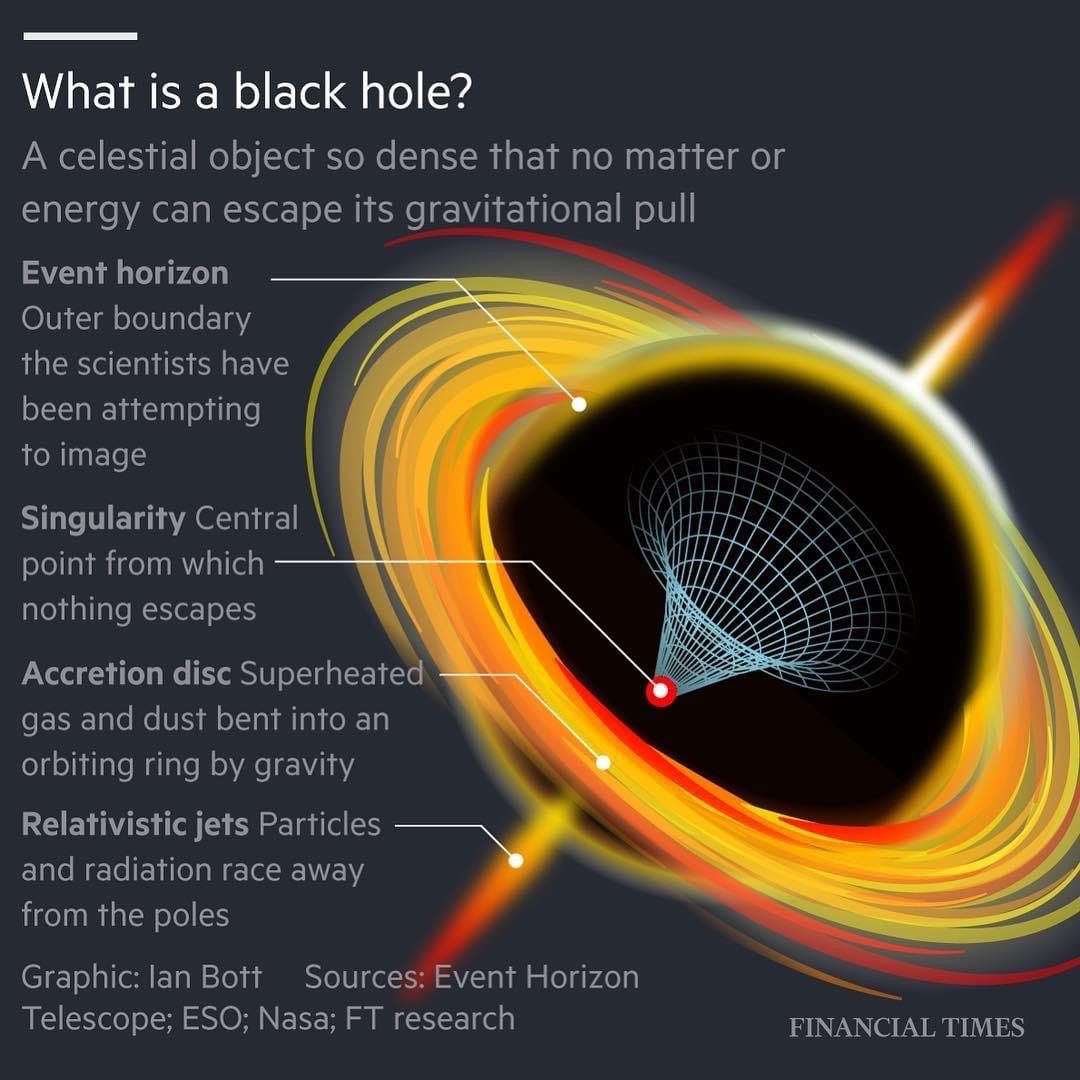 What is a black hole?
A celestial object so dense that no matter or
energy can escape its gravitational pull
Event horizon
Outer boundary
the scientists have
been attempting
to image
Singularity Central
point from which
nothing escapes
Accretion disc Superheated
gas and dust bent into an
orbiting ring by gravity
Relativistic jets Particles
and radiation race away
from the poles
Graphic: Ian Bott Sources: Event Horizon
Telescope; ESO; Nasa; FT research
FINANCIAL TIMES